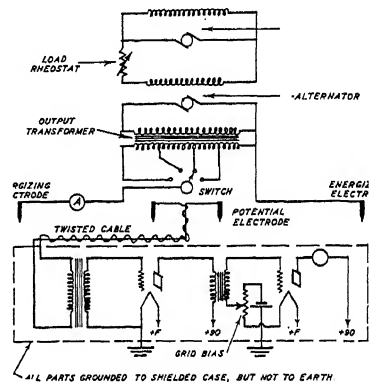 LOAD
RHEOSTAT
-ALTERNATOR
OUTPUT
TRANSFORMER
SWITCH
RGIZING
CTRODE
A
ENERGIZ
ELECTR
POTENTIAL
ELECTRODE
TWISTED CABLE
+F
+90
+F
+90
GRID BIAS
ALL PARTS GROUNDED TO SHIELDED CASE, BUT NOT TO EARTH